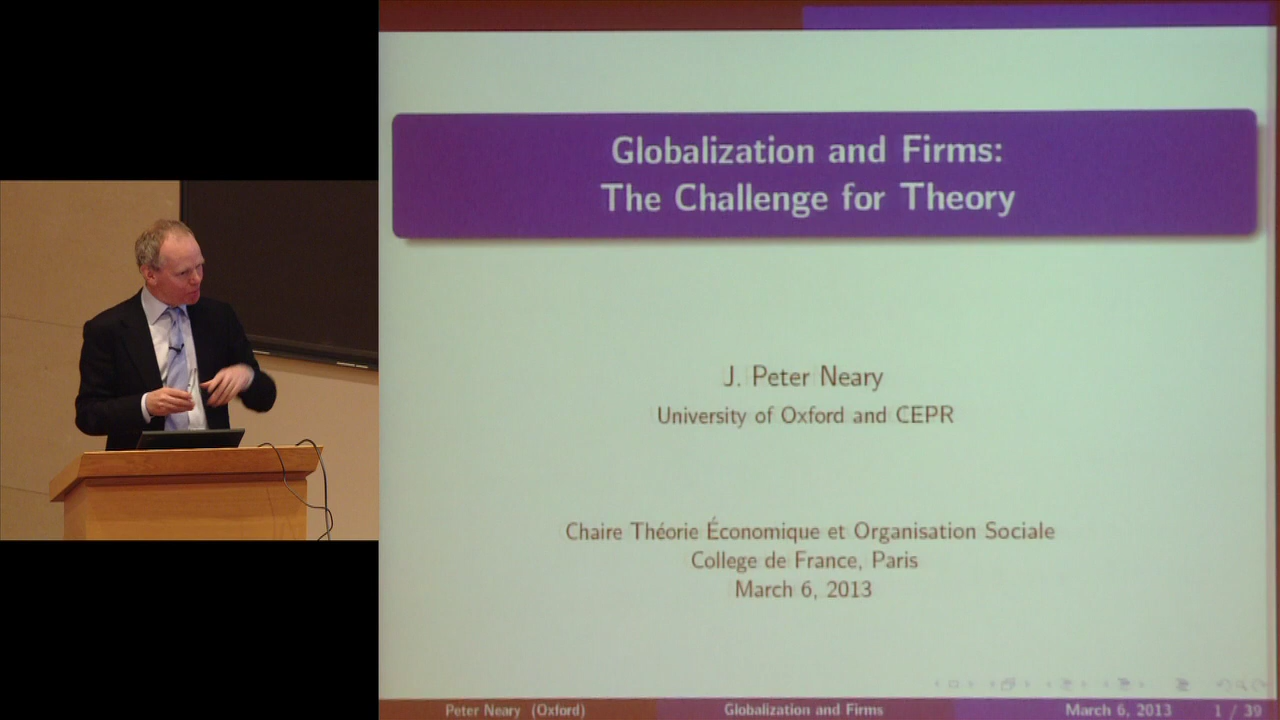 Globalization and Firms:
The Challenge for Theory
J. Peter Neary
University of Oxford and CEPR
Chaire Théorie Économique et Organisation Sociale
College de France, Paris
March 6, 2013
Peter Neary (Oxford)
Globalization and Firms
March 6, 2013
1 / 39